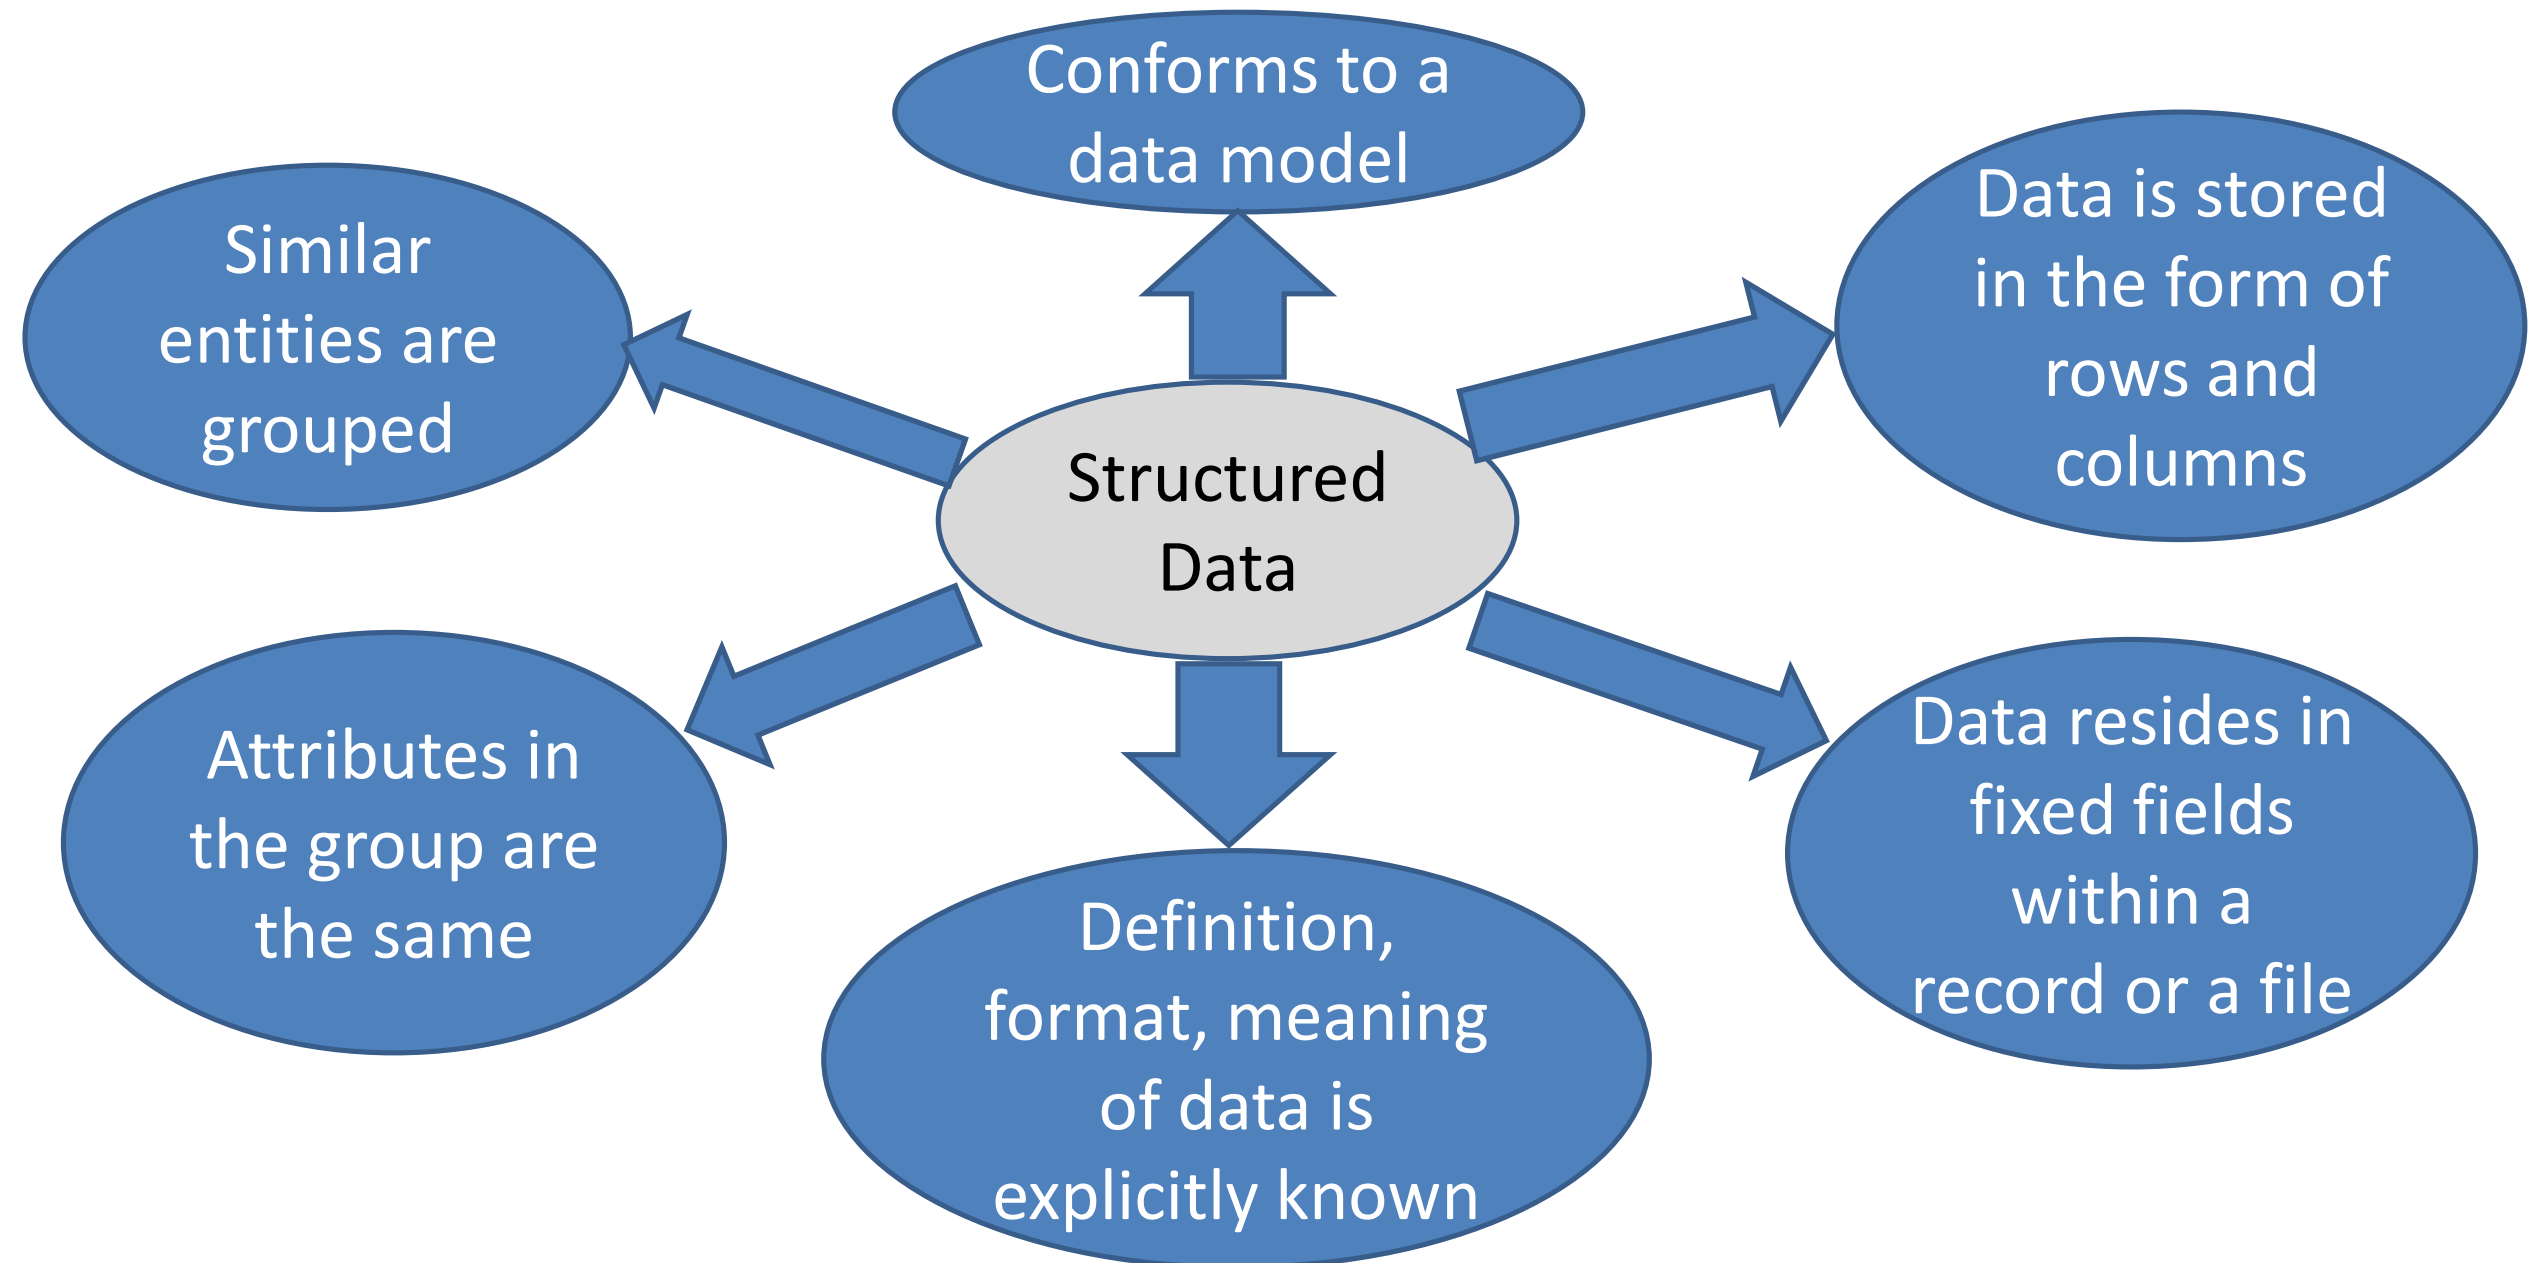 Conforms to a
data model
Data is stored
in the form of
rows and
columns
Similar
entities are
grouped
Structured
Data
Data resides in
fixed fields
within a
record or a file
Attributes in
the group are
the same
Definition,
format, meaning
of data is
explicitly known